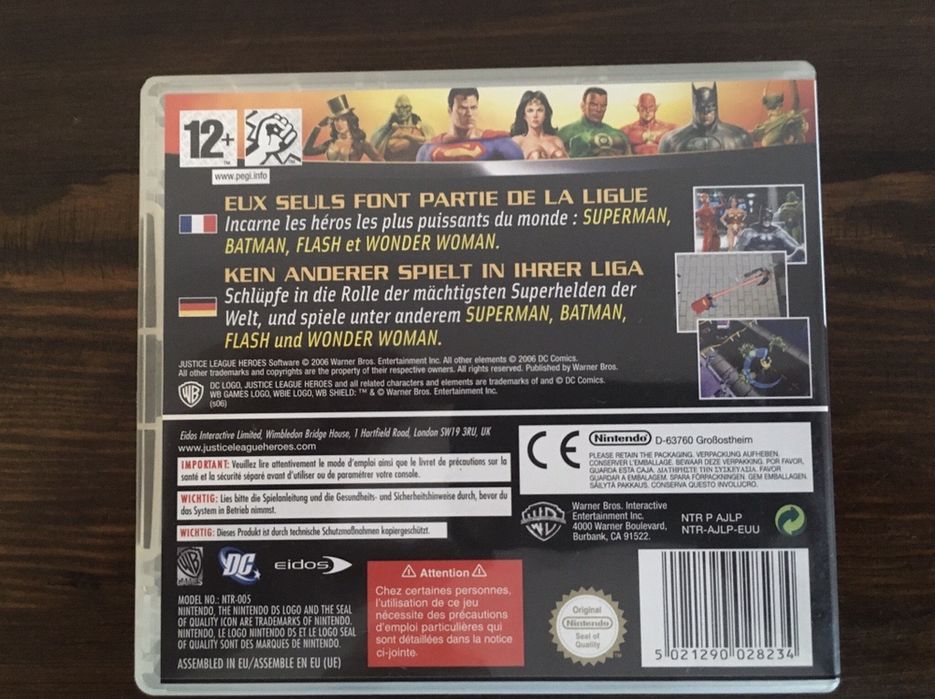 12+
www.pegi.info
EUX SEULS FONT PARTIE DE LA LIGUE
Incarne les héros les plus puissants du monde : SUPERMAN,
BATMAN, FLASH et WONDER WOMAN.
KEIN ANDERER SPIELT IN IHRER LIGA
Schlüpfe in die Rolle der mächtigsten Superhelden der
Welt, und spiele unter anderem SUPERMAN, BATMAN,
FLASH und WONDER WOMAN.
JUSTICE LEAGUE HEROES Software © 2006 Warner Bros. Entertainment Inc. All other elements © 2006 DC Comics.
All other trademarks and copyrights are the property of their respective owners. All rights reserved. Published by Warner Bros.
WB
DC LOGO, JUSTICE LEAGUE HEROES and all related characters and elements are trademarks of and © DC Comics.
WB GAMES LOGO, WBIE LOGO, WB SHIELD: ™ & © Warner Bros. Entertainment Inc.
(s06)
Eidos Interactive Limited, Wimbledon Bridge House, 1 Hartfield Road, London SW19 3RU, UK
www.justiceleagueheroes.com
IMPORTANT: Veuillez lire attentivement le mode d'emploi ainsi que le livret de précautions sur la
santé et la sécurité séparé avant d'utiliser ou de paramétrer votre console.
WICHTIG: Lies bitte die Spielanleitung und die Gesundheits- und Sicherheitshinweise durch, bevor du
das System in Betrieb nimmst.
WICHTIG: Dieses Produkt ist durch technische Schutzmaßnahmen kopiergeschützt.
CE
Nintendo D-63760 Großostheim
PLEASE RETAIN THE PACKAGING. VERPACKUNG AUFHEBEN.
CONSERVER L'EMBALLAGE. BEWAAR DEZE VERPAKKING. POR FAVOR,
GUARDA ESTA CAJA. ΔΙΑΤΗΡΗΣΤΕ ΤΗΝ ΣΥΣΚΕΥΑΣΙΑ. FAVOR
GUARDAR A EMBALAGEM. SPARA FÖRPACKNINGEN. GEM EMBALLAGEN.
SÄILYTÄ PAKKAUS. CONSERVA QUESTO INVOLUCRO.
Warner Bros. Interactive
Entertainment Inc.
4000 Warner Boulevard,
Burbank, CA 91522.
NTR P AJLP
NTR-AJLP-EUU
WB
GAMES
DC
eidos
MODEL NO.: NTR-005
NINTENDO, THE NINTENDO DS LOGO AND THE SEAL
OF QUALITY ICON ARE TRADEMARKS OF NINTENDO.
NINTENDO, LE LOGO NINTENDO DS ET LE LOGO SEAL
OF QUALITY SONT DES MARQUES DE NINTENDO.
ASSEMBLED IN EU/ASSEMBLE EN EU (UE)
Attention
Chez certaines personnes,
l'utilisation de ce jeu
nécessite des précautions
d'emploi particulières qui
sont détaillées dans la notice
ci-jointe.
Original
Nintendo
Seal of
Quality
5 021290 028234